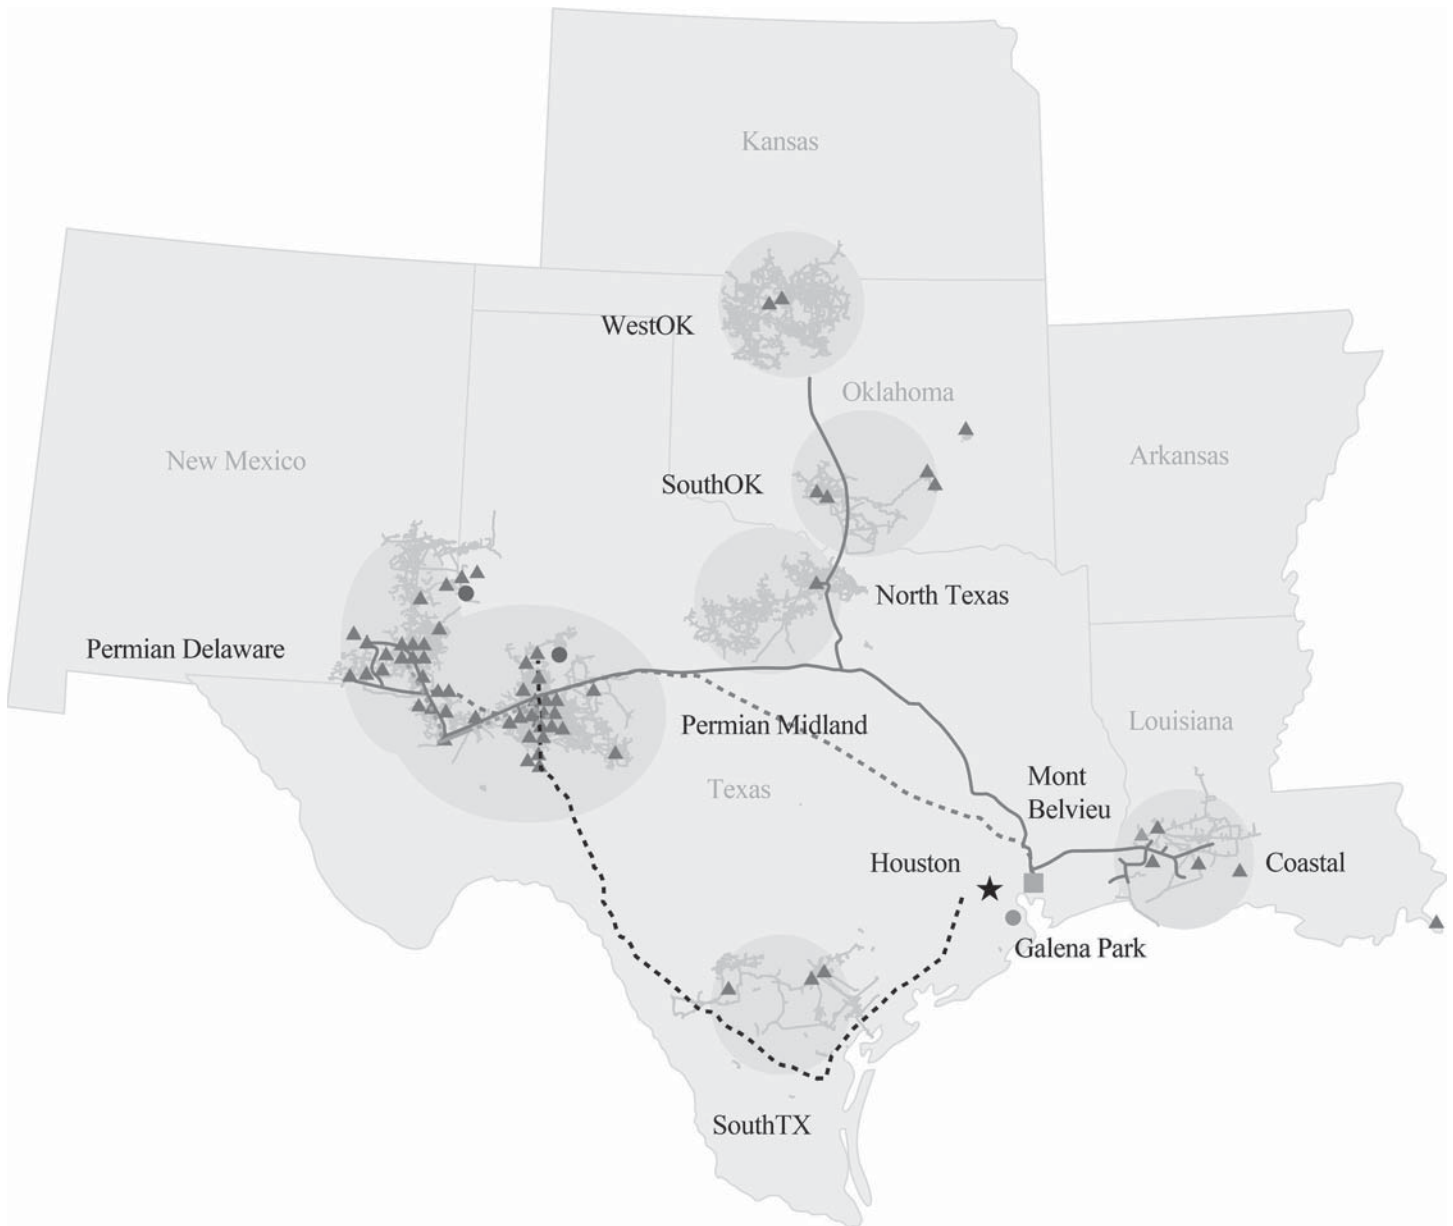 Kansas
WestOK
Oklahoma
New Mexico
Arkansas
SouthOK
North Texas
Permian Delaware
Permian Midland
Louisiana
Texas
Mont
Belvieu
Houston
Coastal
Galena Park
SouthTX